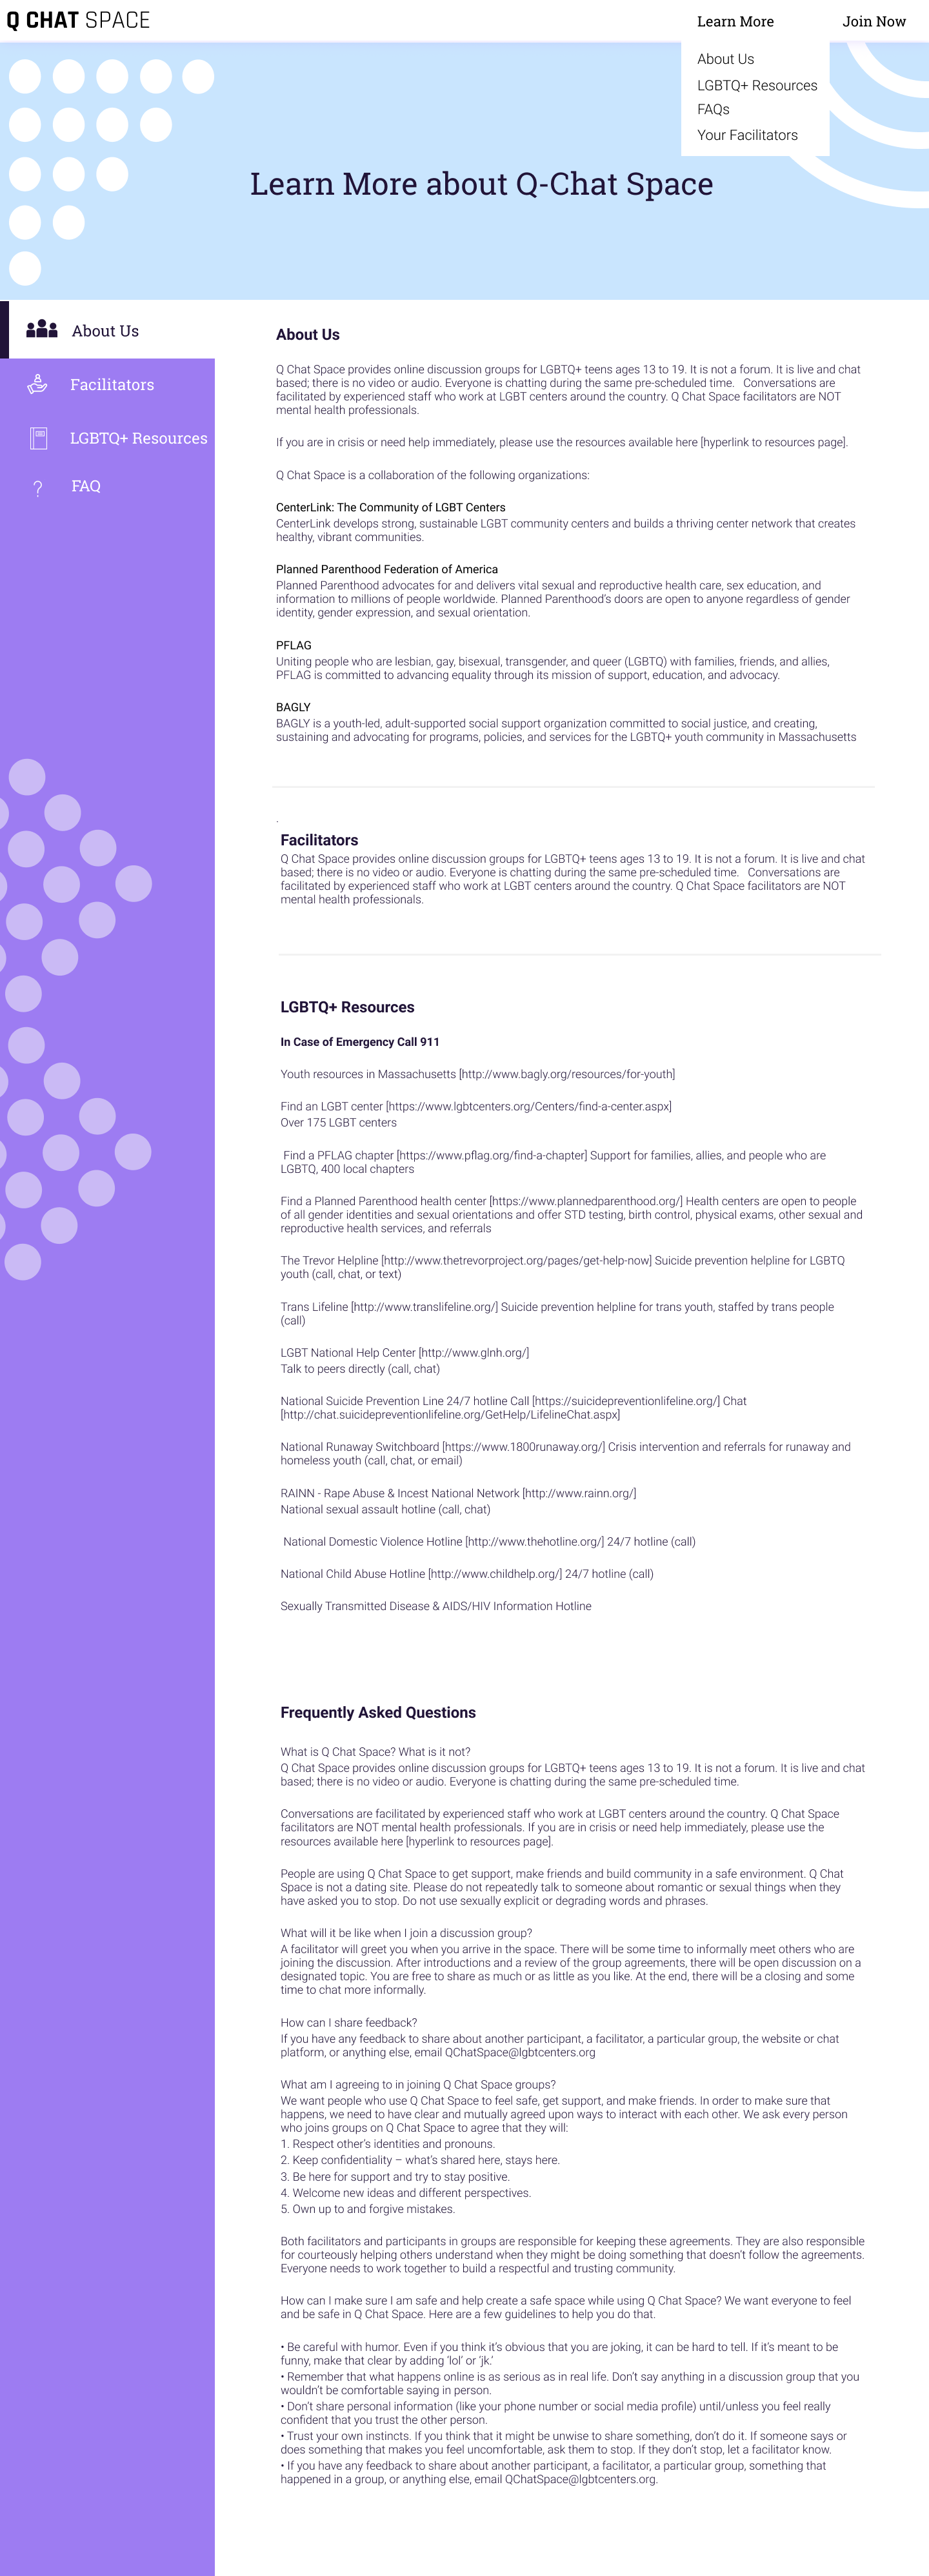 Q CHAT SPACE
Learn More
Join Now
About Us
LGBTQ+ Resources
FAQs
Your Facilitators
Learn More about Q-Chat Space
About Us
Facilitators
LGBTQ+ Resources
FAQ
About Us
Q Chat Space provides online discussion groups for LGBTQ+ teens ages 13 to 19. It is not a forum. It is live and chat
based; there is no video or audio. Everyone is chatting during the same pre-scheduled time.   Conversations are
facilitated by experienced staff who work at LGBT centers around the country. Q Chat Space facilitators are NOT
mental health professionals.
If you are in crisis or need help immediately, please use the resources available here [hyperlink to resources page].
Q Chat Space is a collaboration of the following organizations:
CenterLink: The Community of LGBT Centers
CenterLink develops strong, sustainable LGBT community centers and builds a thriving center network that creates
healthy, vibrant communities.
Planned Parenthood Federation of America
Planned Parenthood advocates for and delivers vital sexual and reproductive health care, sex education, and
information to millions of people worldwide. Planned Parenthood's doors are open to anyone regardless of gender
identity, gender expression, and sexual orientation.
PFLAG
Uniting people who are lesbian, gay, bisexual, transgender, and queer (LGBTQ) with families, friends, and allies,
PFLAG is committed to advancing equality through its mission of support, education, and advocacy.
BAGLY
BAGLY is a youth-led, adult-supported social support organization committed to social justice, and creating,
sustaining and advocating for programs, policies, and services for the LGBTQ+ youth community in Massachusetts
.
Facilitators
Q Chat Space provides online discussion groups for LGBTQ+ teens ages 13 to 19. It is not a forum. It is live and chat
based; there is no video or audio. Everyone is chatting during the same pre-scheduled time.   Conversations are
facilitated by experienced staff who work at LGBT centers around the country. Q Chat Space facilitators are NOT
mental health professionals.
LGBTQ+ Resources
In Case of Emergency Call 911
Youth resources in Massachusetts [http://www.bagly.org/resources/for-youth]
Find an LGBT center [https://www.lgbtcenters.org/Centers/find-a-center.aspx]
Over 175 LGBT centers
Find a PFLAG chapter [https://www.pflag.org/find-a-chapter] Support for families, allies, and people who are
LGBTQ, 400 local chapters
Find a Planned Parenthood health center [https://www.plannedparenthood.org/] Health centers are open to people
of all gender identities and sexual orientations and offer STD testing, birth control, physical exams, other sexual and
reproductive health services, and referrals
The Trevor Helpline [http://www.thetrevorproject.org/pages/get-help-now] Suicide prevention helpline for LGBTQ
youth (call, chat, or text)
Trans Lifeline [http://www.translifeline.org/] Suicide prevention helpline for trans youth, staffed by trans people
(call)
LGBT National Help Center [http://www.glnh.org/]
Talk to peers directly (call, chat)
National Suicide Prevention Line 24/7 hotline Call [https://suicidepreventionlifeline.org/] Chat
[http://chat.suicidepreventionlifeline.org/GetHelp/LifelineChat.aspx]
National Runaway Switchboard [https://www.1800runaway.org/] Crisis intervention and referrals for runaway and
homeless youth (call, chat, or email)
RAINN - Rape Abuse & Incest National Network [http://www.rainn.org/]
National sexual assault hotline (call, chat)
National Domestic Violence Hotline [http://www.thehotline.org/] 24/7 hotline (call)
National Child Abuse Hotline [http://www.childhelp.org/] 24/7 hotline (call)
Sexually Transmitted Disease & AIDS/HIV Information Hotline
Frequently Asked Questions
What is Q Chat Space? What is it not?
Q Chat Space provides online discussion groups for LGBTQ+ teens ages 13 to 19. It is not a forum. It is live and chat
based; there is no video or audio. Everyone is chatting during the same pre-scheduled time.
Conversations are facilitated by experienced staff who work at LGBT centers around the country. Q Chat Space
facilitators are NOT mental health professionals. If you are in crisis or need help immediately, please use the
resources available here [hyperlink to resources page].
People are using Q Chat Space to get support, make friends and build community in a safe environment. Q Chat
Space is not a dating site. Please do not repeatedly talk to someone about romantic or sexual things when they
have asked you to stop. Do not use sexually explicit or degrading words and phrases.
What will it be like when I join a discussion group?
A facilitator will greet you when you arrive in the space. There will be some time to informally meet others who are
joining the discussion. After introductions and a review of the group agreements, there will be open discussion on a
designated topic. You are free to share as much or as little as you like. At the end, there will be a closing and some
time to chat more informally.
How can I share feedback?
If you have any feedback to share about another participant, a facilitator, a particular group, the website or chat
platform, or anything else, email QChatSpace@lgbtcenters.org
What am I agreeing to in joining Q Chat Space groups?
We want people who use Q Chat Space to feel safe, get support, and make friends. In order to make sure that
happens, we need to have clear and mutually agreed upon ways to interact with each other. We ask every person
who joins groups on Q Chat Space to agree that they will:
1. Respect other's identities and pronouns.
2. Keep confidentiality – what's shared here, stays here.
3. Be here for support and try to stay positive.
4. Welcome new ideas and different perspectives.
5. Own up to and forgive mistakes.
Both facilitators and participants in groups are responsible for keeping these agreements. They are also responsible
for courteously helping others understand when they might be doing something that doesn't follow the agreements.
Everyone needs to work together to build a respectful and trusting community.
How can I make sure I am safe and help create a safe space while using Q Chat Space? We want everyone to feel
and be safe in Q Chat Space. Here are a few guidelines to help you do that.
• Be careful with humor. Even if you think it's obvious that you are joking, it can be hard to tell. If it's meant to be
funny, make that clear by adding 'lol' or 'jk.'
• Remember that what happens online is as serious as in real life. Don't say anything in a discussion group that you
wouldn't be comfortable saying in person.
• Don't share personal information (like your phone number or social media profile) until/unless you feel really
confident that you trust the other person.
• Trust your own instincts. If you think that it might be unwise to share something, don't do it. If someone says or
does something that makes you feel uncomfortable, ask them to stop. If they don't stop, let a facilitator know.
• If you have any feedback to share about another participant, a facilitator, a particular group, something that
happened in a group, or anything else, email QChatSpace@lgbtcenters.org.